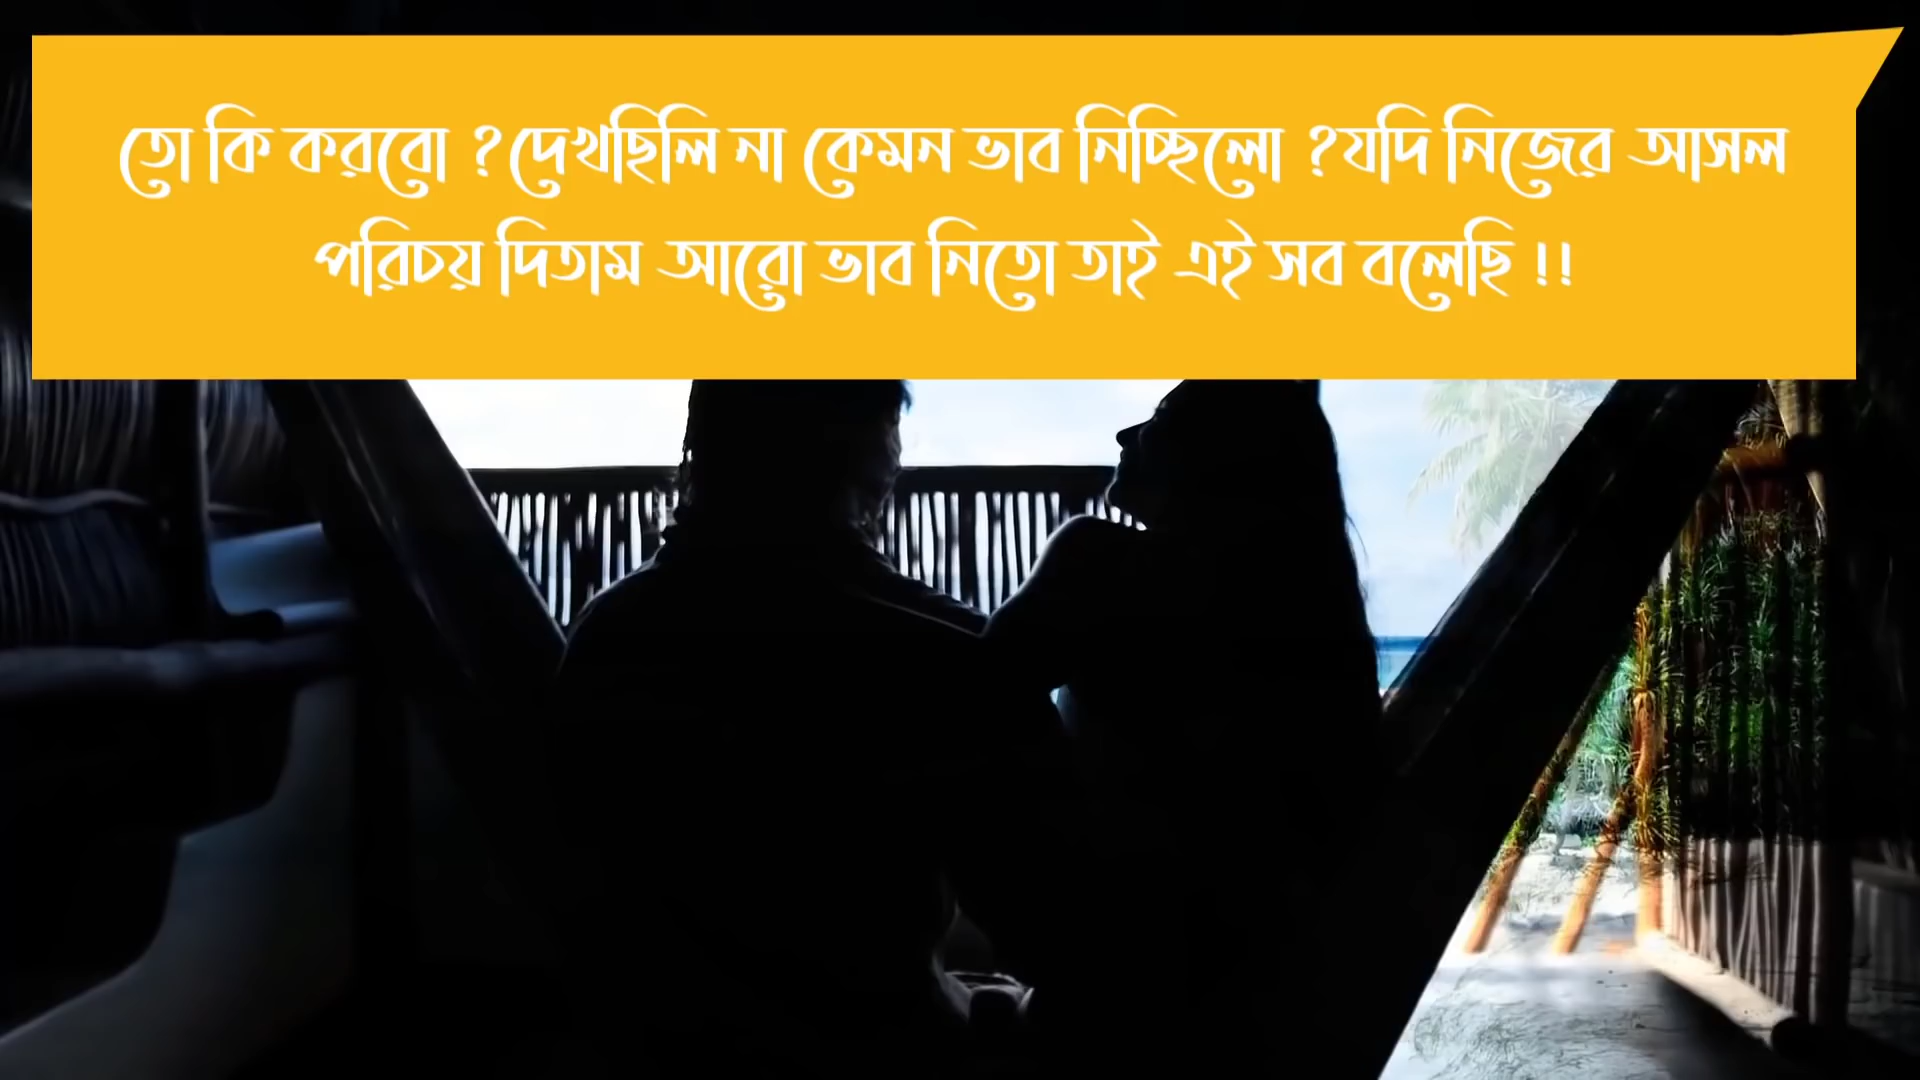 তো কি করবো ?দেখছিলি না কেমন ভাব নিচ্ছিলো ?যদি নিজের আসল
পরিচয় দিতাম আরো ভাব নিতো তাই এই সব বলেছি !!